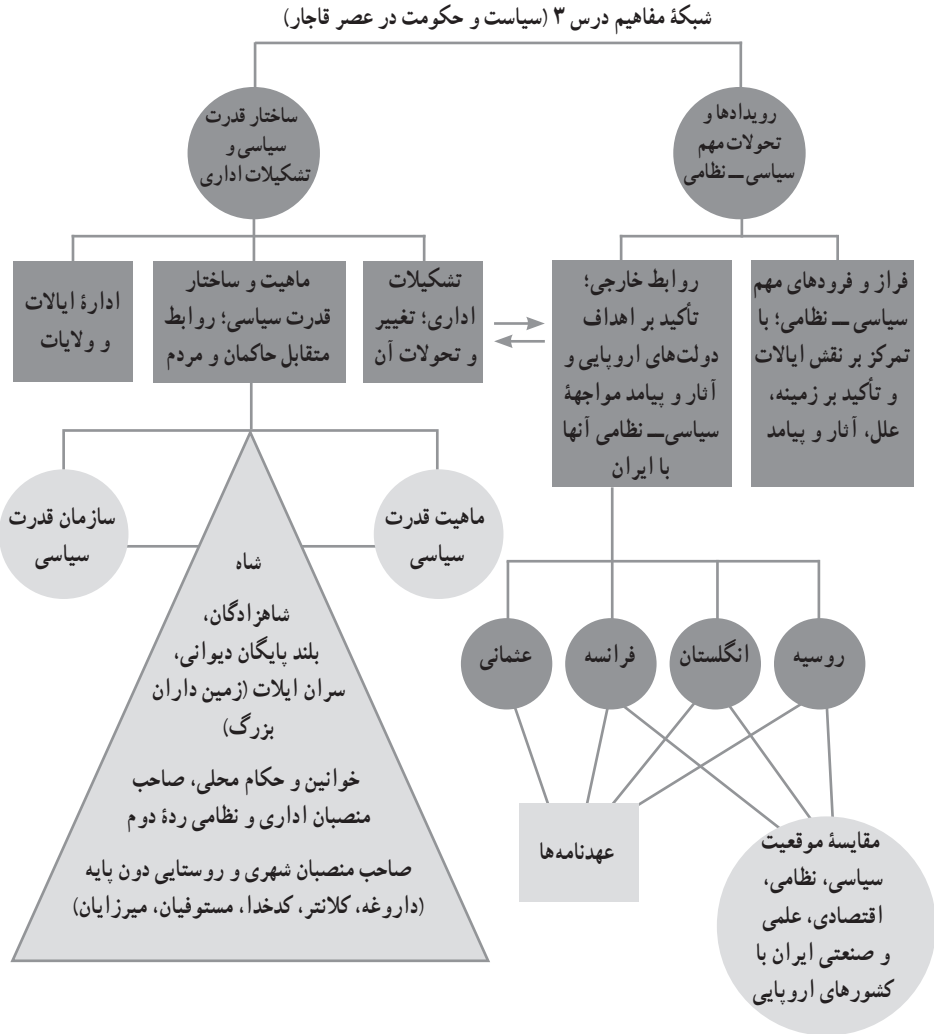 شبکۀ مفاهیم درس ۳ (سیاست و حکومت در عصر قاجار)
رویدادها و
تحولات مهم
سیاسی ــ نظامی
ساختار قدرت
سیاسی و
تشکیلات اداری
فراز و فرودهای مهم
سیاسی ــ نظامی؛ با
تمرکز بر نقش ایالات
و تأکید بر زمینه،
علل، آثار و پیامد
روابط خارجی؛
تأکید بر اهداف
دولت‌های اروپایی و
آثار و پیامد مواجهۀ
سیاسی‌ــ نظامی آنها
با ایران
تشکیلات
اداری؛ تغییر
و تحولات آن
ماهیت و ساختار
قدرت سیاسی؛ روابط
متقابل حاکمان و مردم
ادارۀ ایالات
و ولایات
روسیه
انگلستان
فرانسه
عثمانی
عهدنامه‌ها
مقایسۀ موقعیت
سیاسی، نظامی،
اقتصادی، علمی
و صنعتی ایران با
کشورهای اروپایی
ماهیت قدرت
سیاسی
سازمان قدرت
سیاسی
شاه
شاهزادگان،
بلند پایگان دیوانی،
سران ایلات (زمین داران
بزرگ)
خوانین و حکام محلی، صاحب
منصبان اداری و نظامی ردۀ دوم
صاحب منصبان شهری و روستایی دون پایه
(داروغه، کلانتر، کدخدا، مستوفیان، میرزایان)